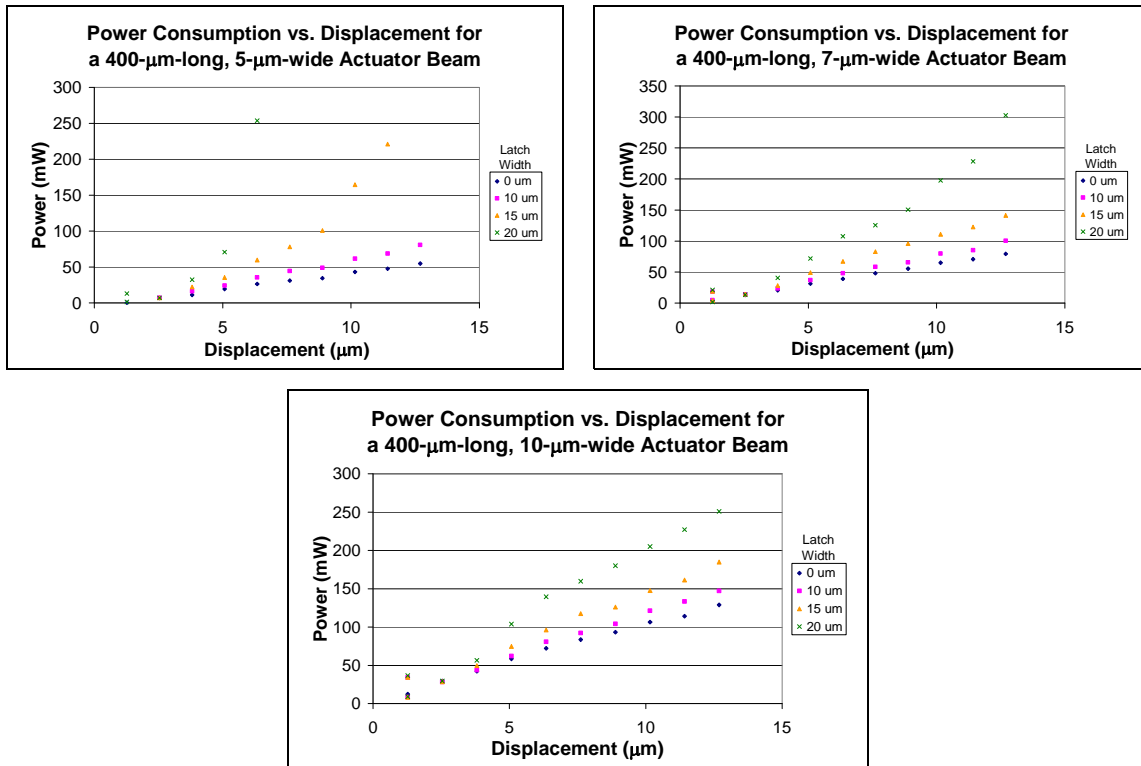 Power Consumption vs. Displacement for
a 400-μm-long, 5-μm-wide Actuator Beam
300
250
200
150
100
50
0
0 5 10 15
Power (mW)
Displacement (μm)
Latch
Width
0 um
10 um
15 um
20 um
Power Consumption vs. Displacement for
a 400-μm-long, 7-μm-wide Actuator Beam
350
300
250
200
150
100
50
0
0 5 10 15
Power (mW)
Displacement (μm)
Latch
Width
0 um
10 um
15 um
20 um
Power Consumption vs. Displacement for
a 400-μm-long, 10-μm-wide Actuator Beam
300
250
200
150
100
50
0
0 5 10 15
Power (mW)
Displacement (μm)
Latch
Width
0 um
10 um
15 um
20 um